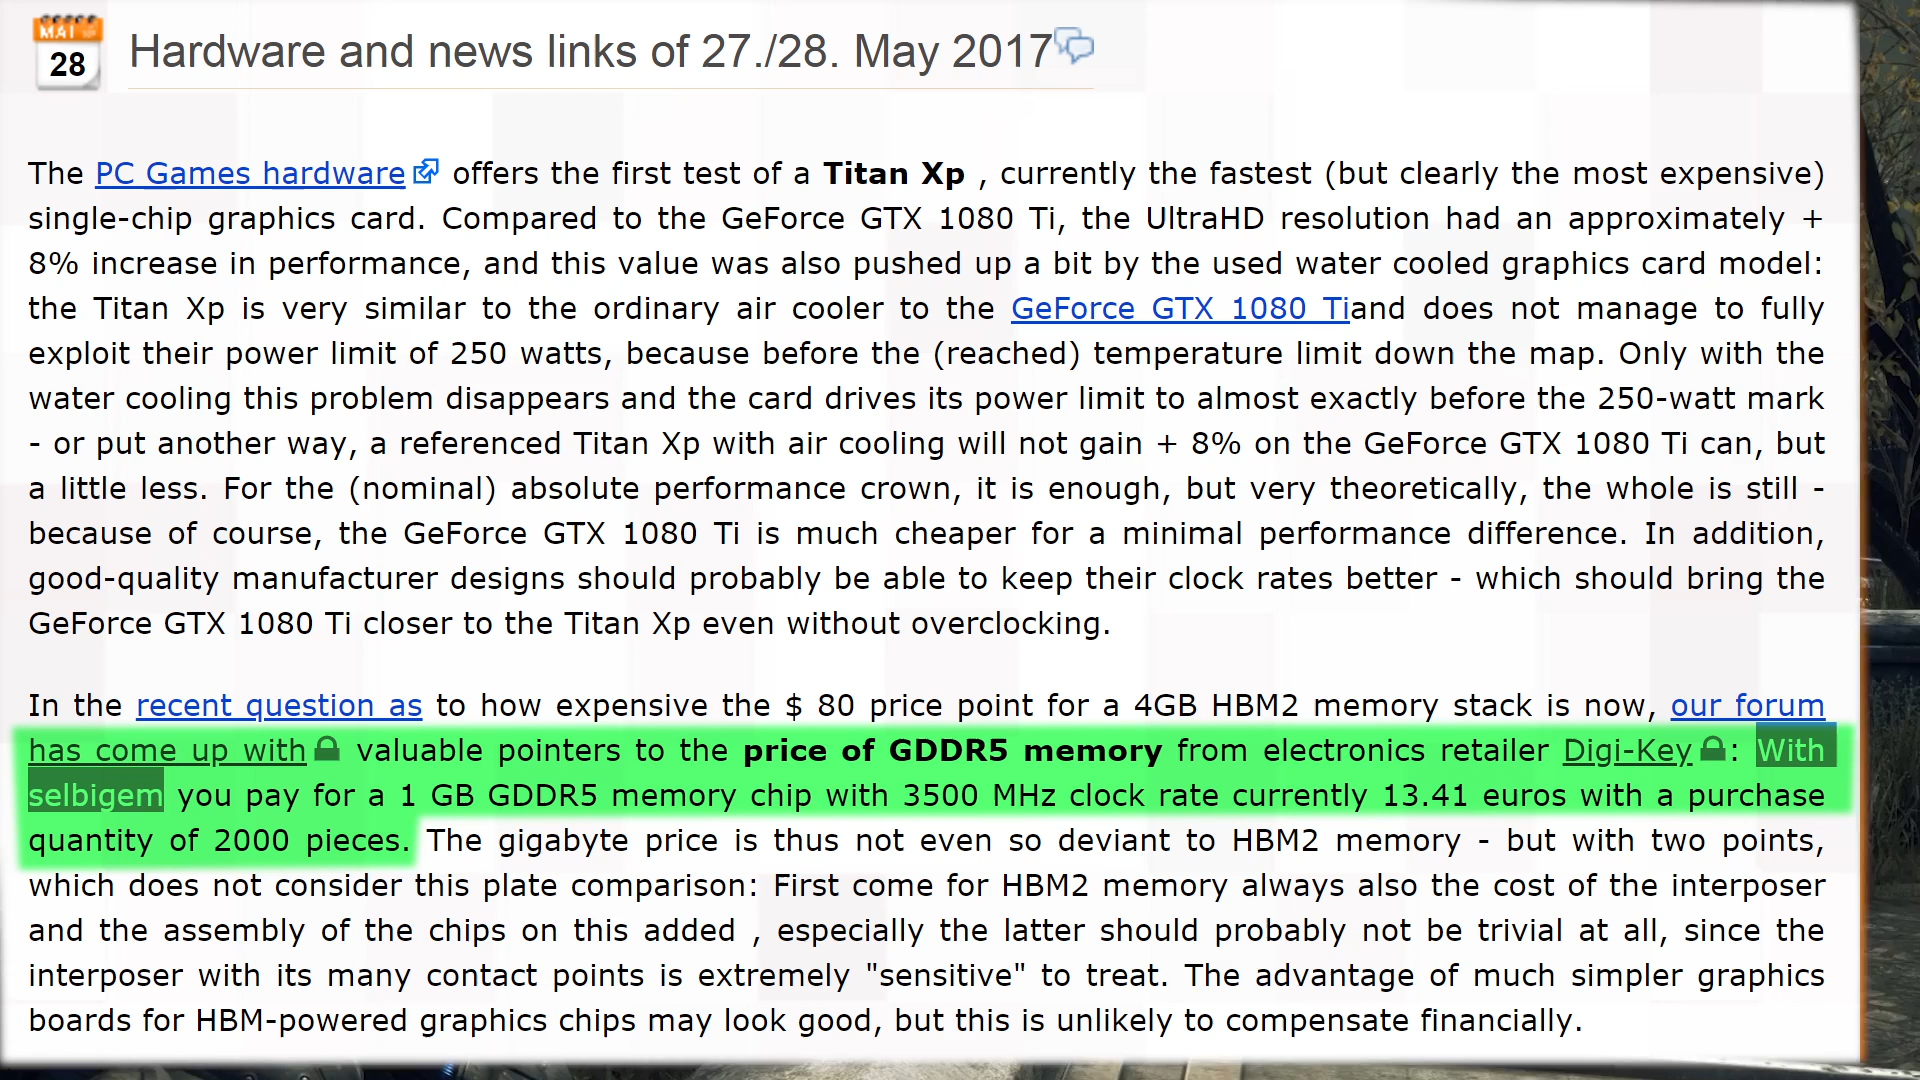 MAI
28
Hardware and news links of 27./28. May 2017
The PC Games hardware offers the first test of a Titan Xp , currently the fastest (but clearly the most expensive)
single-chip graphics card. Compared to the GeForce GTX 1080 Ti, the UltraHD resolution had an approximately +
8% increase in performance, and this value was also pushed up a bit by the used water cooled graphics card model:
the Titan Xp is very similar to the ordinary air cooler to the GeForce GTX 1080 Tiand does not manage to fully
exploit their power limit of 250 watts, because before the (reached) temperature limit down the map. Only with the
water cooling this problem disappears and the card drives its power limit to almost exactly before the 250-watt mark
- or put another way, a referenced Titan Xp with air cooling will not gain + 8% on the GeForce GTX 1080 Ti can, but
a little less. For the (nominal) absolute performance crown, it is enough, but very theoretically, the whole is still -
because of course, the GeForce GTX 1080 Ti is much cheaper for a minimal performance difference. In addition,
good-quality manufacturer designs should probably be able to keep their clock rates better - which should bring the
GeForce GTX 1080 Ti closer to the Titan Xp even without overclocking.
In the recent question as to how expensive the $ 80 price point for a 4GB HBM2 memory stack is now, our forum
has come up with valuable pointers to the price of GDDR5 memory from electronics retailer Digi-Key : With
selbigem you pay for a 1 GB GDDR5 memory chip with 3500 MHz clock rate currently 13.41 euros with a purchase
quantity of 2000 pieces. The gigabyte price is thus not even so deviant to HBM2 memory - but with two points,
which does not consider this plate comparison: First come for HBM2 memory always also the cost of the interposer
and the assembly of the chips on this added , especially the latter should probably not be trivial at all, since the
interposer with its many contact points is extremely "sensitive" to treat. The advantage of much simpler graphics
boards for HBM-powered graphics chips may look good, but this is unlikely to compensate financially.